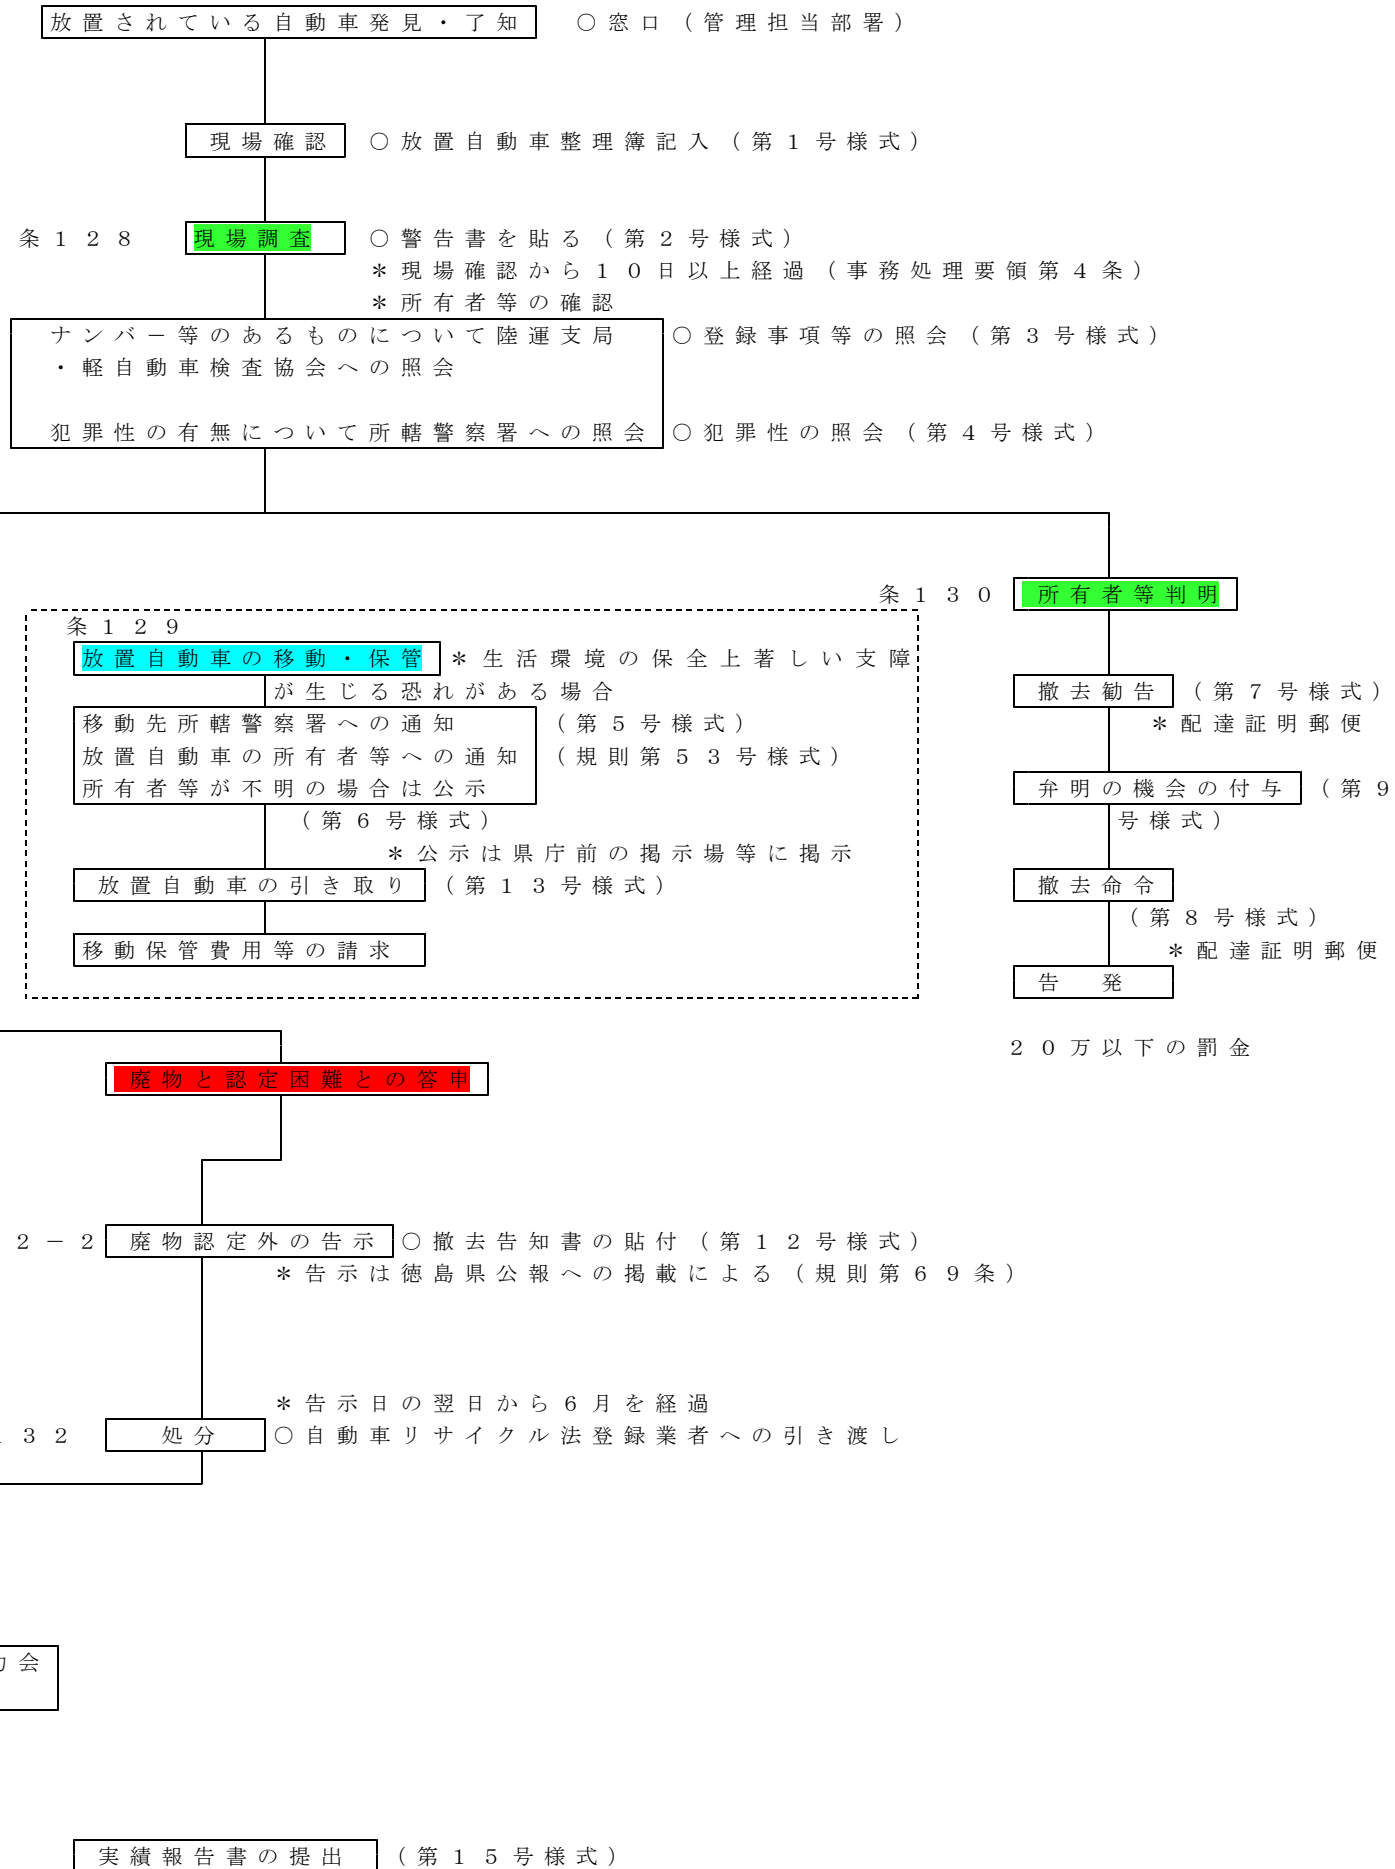 放置されている自動車発見・了知　○窓口（管理担当部署）
現場確認　○放置自動車整理簿記入（第１号様式）
条１２８　現場調査　○警告書を貼る（第２号様式）
＊現場確認から１０日以上経過（事務処理要領第４条）
＊所有者等の確認
ナンバー等のあるものについて陸運支局　○登録事項等の照会（第３号様式）
・軽自動車検査協会への照会
犯罪性の有無について所轄警察署への照会　○犯罪性の照会（第４号様式）
条１３０　所有者等判明
条１２９
放置自動車の移動・保管　＊生活環境の保全上著しい支障
が生じる恐れがある場合
移動先所轄警察署への通知　（第５号様式）
放置自動車の所有者等への通知　（規則第５３号様式）
所有者等が不明の場合は公示
（第６号様式）
＊公示は県庁前の掲示場等に掲示
放置自動車の引き取り　（第１３号様式）
移動保管費用等の請求
撤去勧告　（第７号様式）
＊配達証明郵便
弁明の機会の付与　（第９
号様式）
撤去命令
（第８号様式）
＊配達証明郵便
告　発
２０万以下の罰金
廃物と認定困難との答申
２－２　廃物認定外の告示　○撤去告知書の貼付（第１２号様式）
＊告示は徳島県公報への掲載による（規則第６９条）
＊告示日の翌日から６月を経過
３２　処分　○自動車リサイクル法登録業者への引き渡し
会
実績報告書の提出　（第１５号様式）